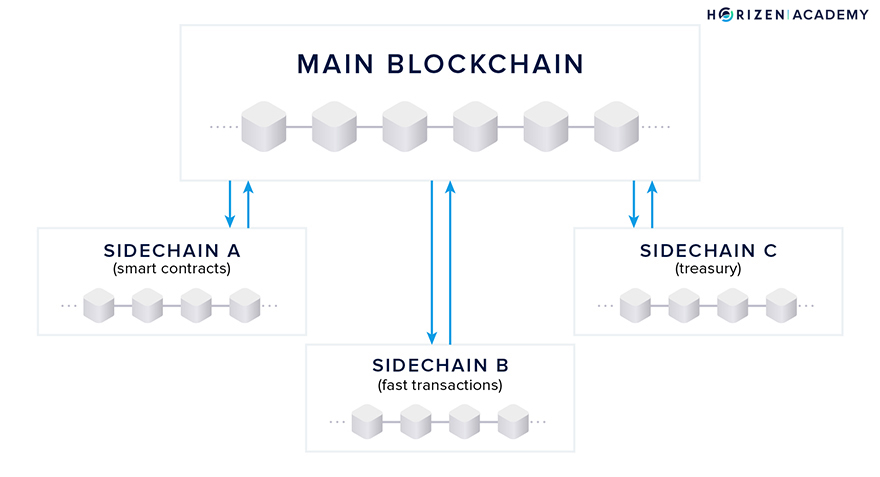 HORIZEN | ACADEMY
MAIN BLOCKCHAIN
SIDECHAIN A
(smart contracts)
SIDECHAIN C
(treasury)
SIDECHAIN B
(fast transactions)